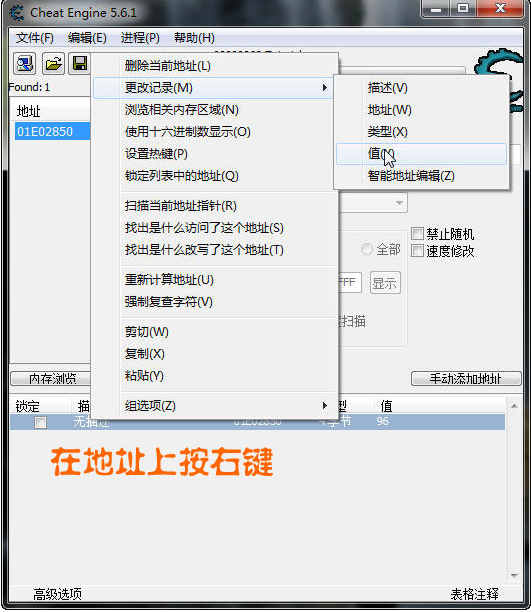 Cheat Engine 5.6.1
文件(F) 编辑(E) 进程(P) 帮助(H)
Found: 1
地址
01E02850
删除当前地址(L)
更改记录(M)
浏览相关内存区域(N)
使用十六进制数显示(O)
设置热键(P)
锁定列表中的地址(Q)
扫描当前地址指针(R)
找出是什么访问了这个地址(S)
找出是什么改写了这个地址(T)
重新计算地址(U)
强制复查字符(V)
剪切(W)
复制(X)
粘贴(Y)
组选项(Z)
描述(V)
地址(W)
类型(X)
值
智能地址编辑(Z)
禁止随机
全部
速度修改
FFF 显示
扫描
内存浏览 手动添加地址
锁定 描 型 值
无描述 01E02850 4字节 96
在地址上按右键
高级选项 表格注释